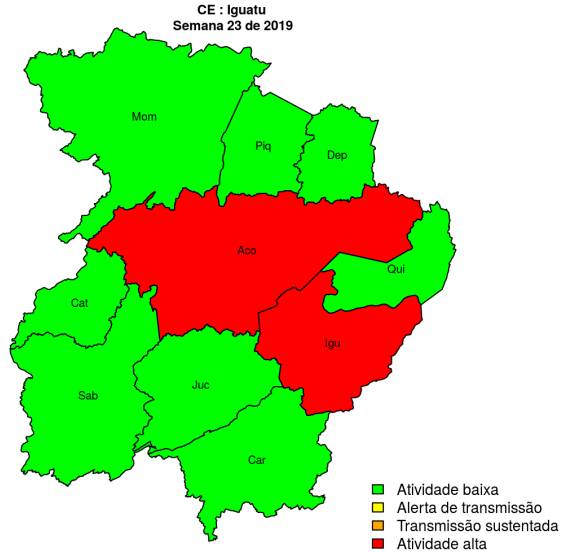 CE : Iguatu
Semana 23 de 2019
Mom
Piq
Dep
Aco
Qui
Cat
Igu
Sab
Juc
Car
Atividade baixa
Alerta de transmissão
Transmissão sustentada
Atividade alta